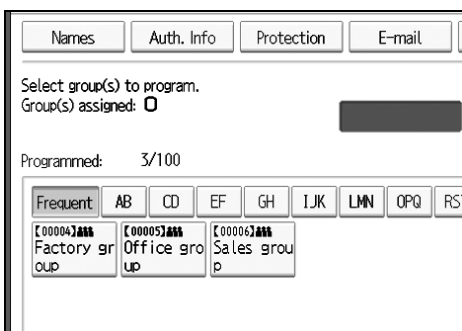 Names Auth. Info Protection E-mail
Select group(s) to program.
Group(s) assigned: 0
Programmed: 3/100
Frequent AB CD EF GH IJK LMN OPQ RS
[00004] [00005] [00006]
Factory gr Office gro Sales grou
oup up p